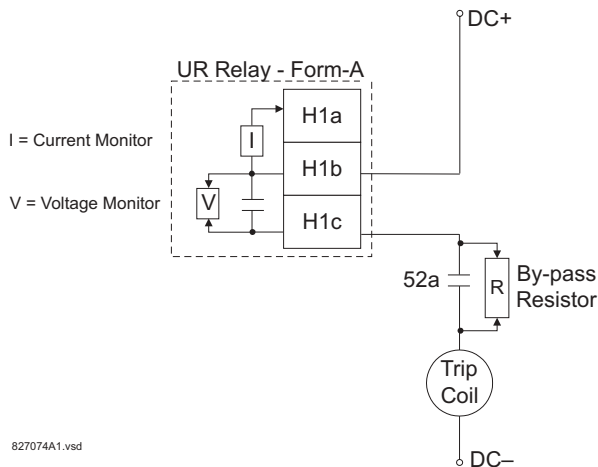 DC+
UR Relay - Form-A
H1a
I = Current Monitor
I
H1b
V = Voltage Monitor
V
H1c
52a
R
By-pass
Resistor
Trip
Coil
827074A1.vsd
DC–